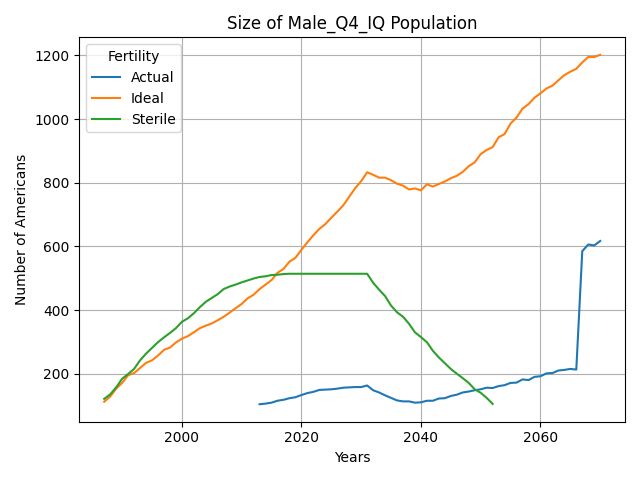 Size of Male_Q4_IQ Population
Fertility
Actual
Ideal
Sterile
Number of Americans
1200
1000
800
600
400
200
2000
2020
2040
2060
Years